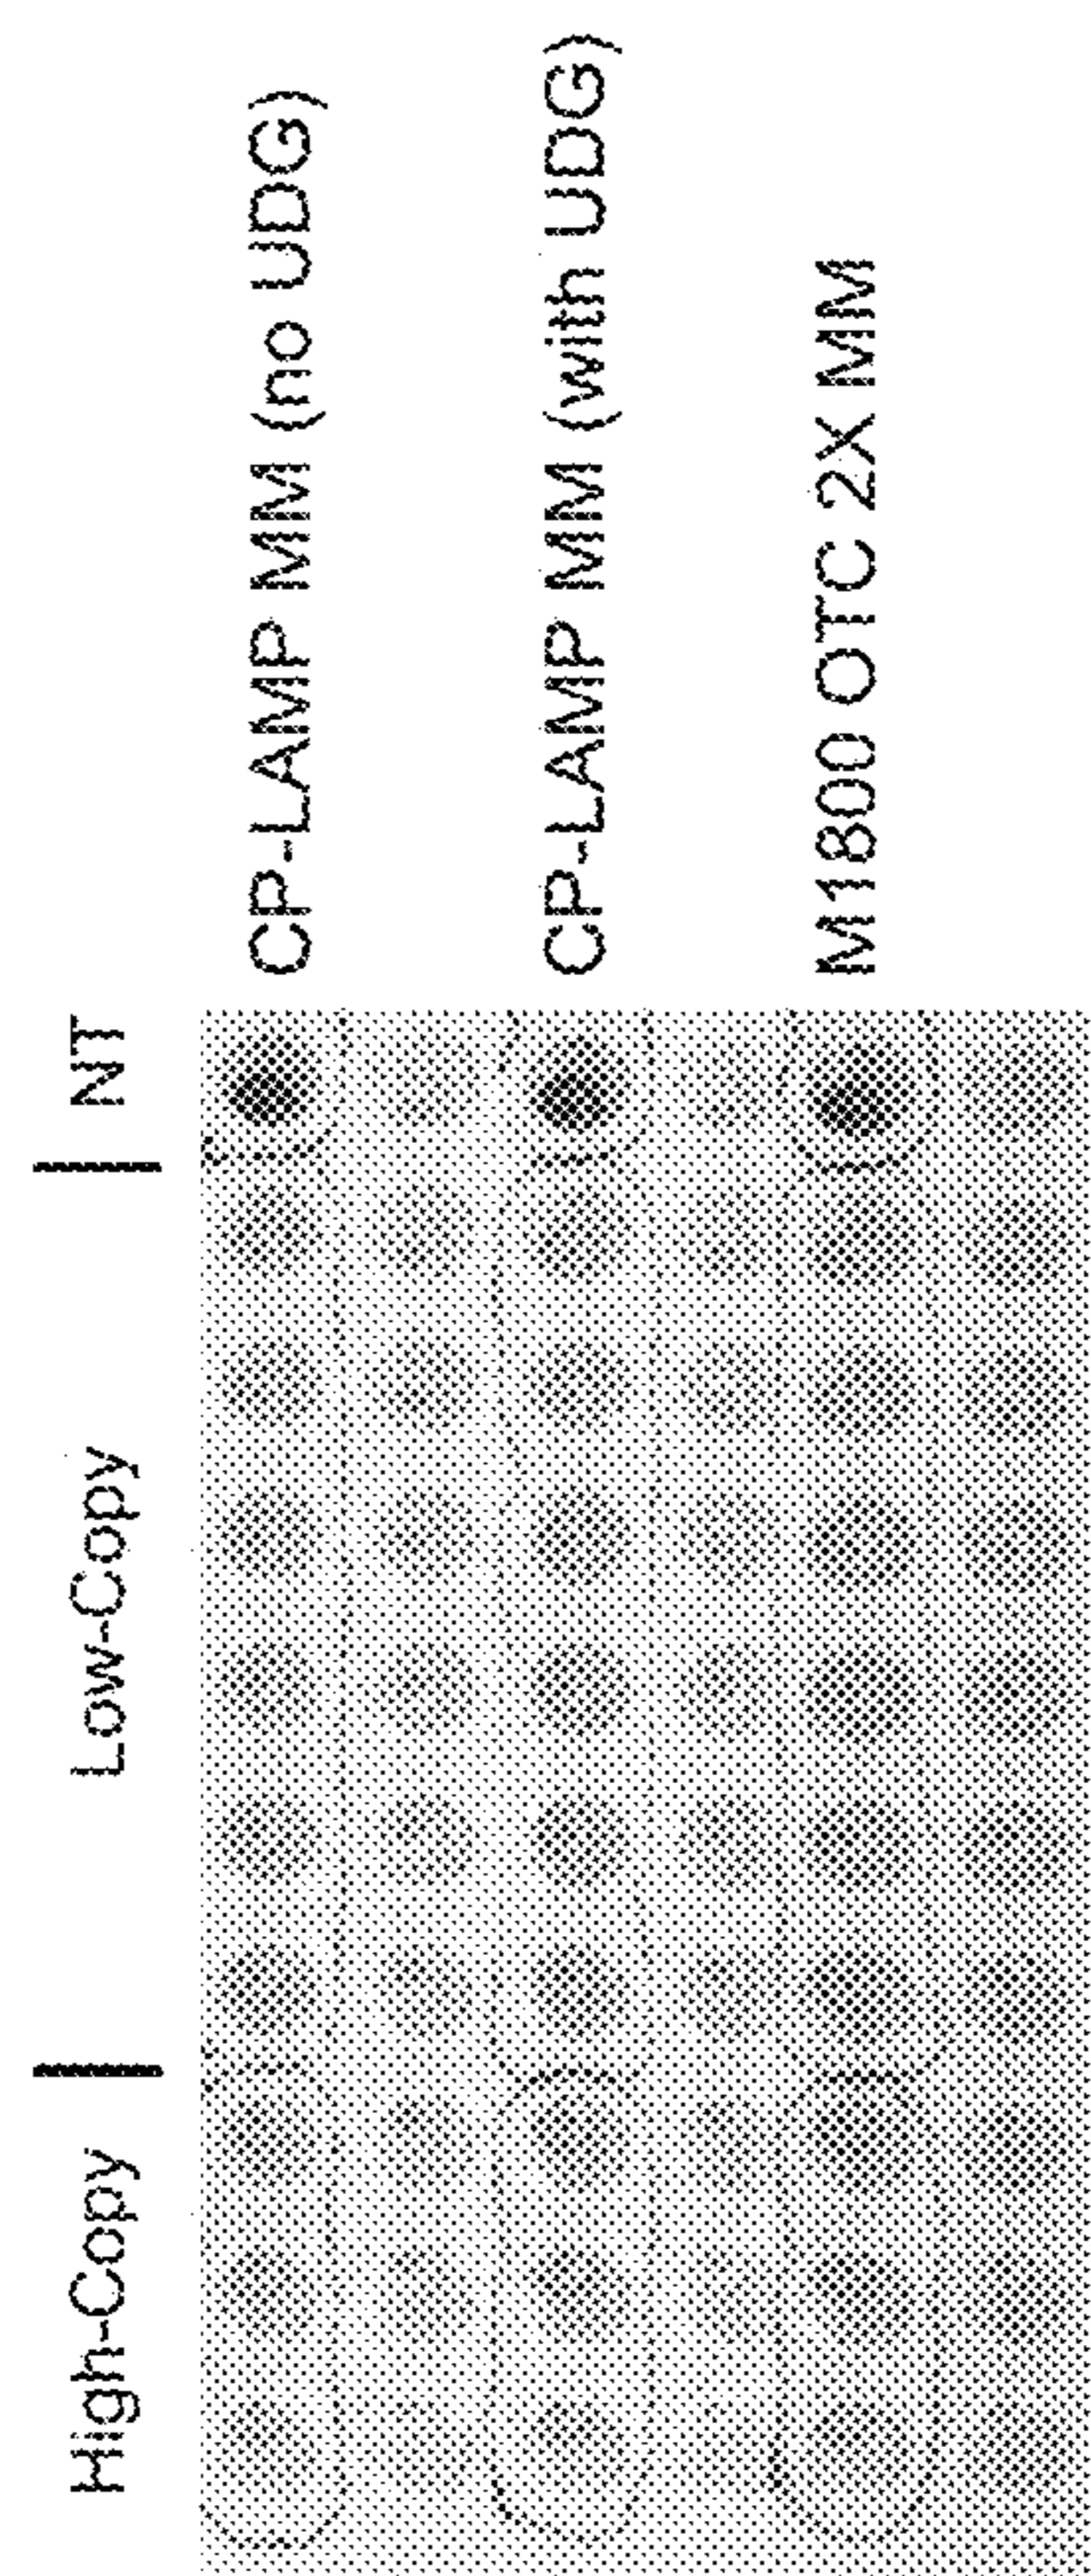 High-Copy | Low-Copy | NT
CP-LAMP MM (no UDG)
CP-LAMP MM (with UDG)
M1800 OTC 2X MM